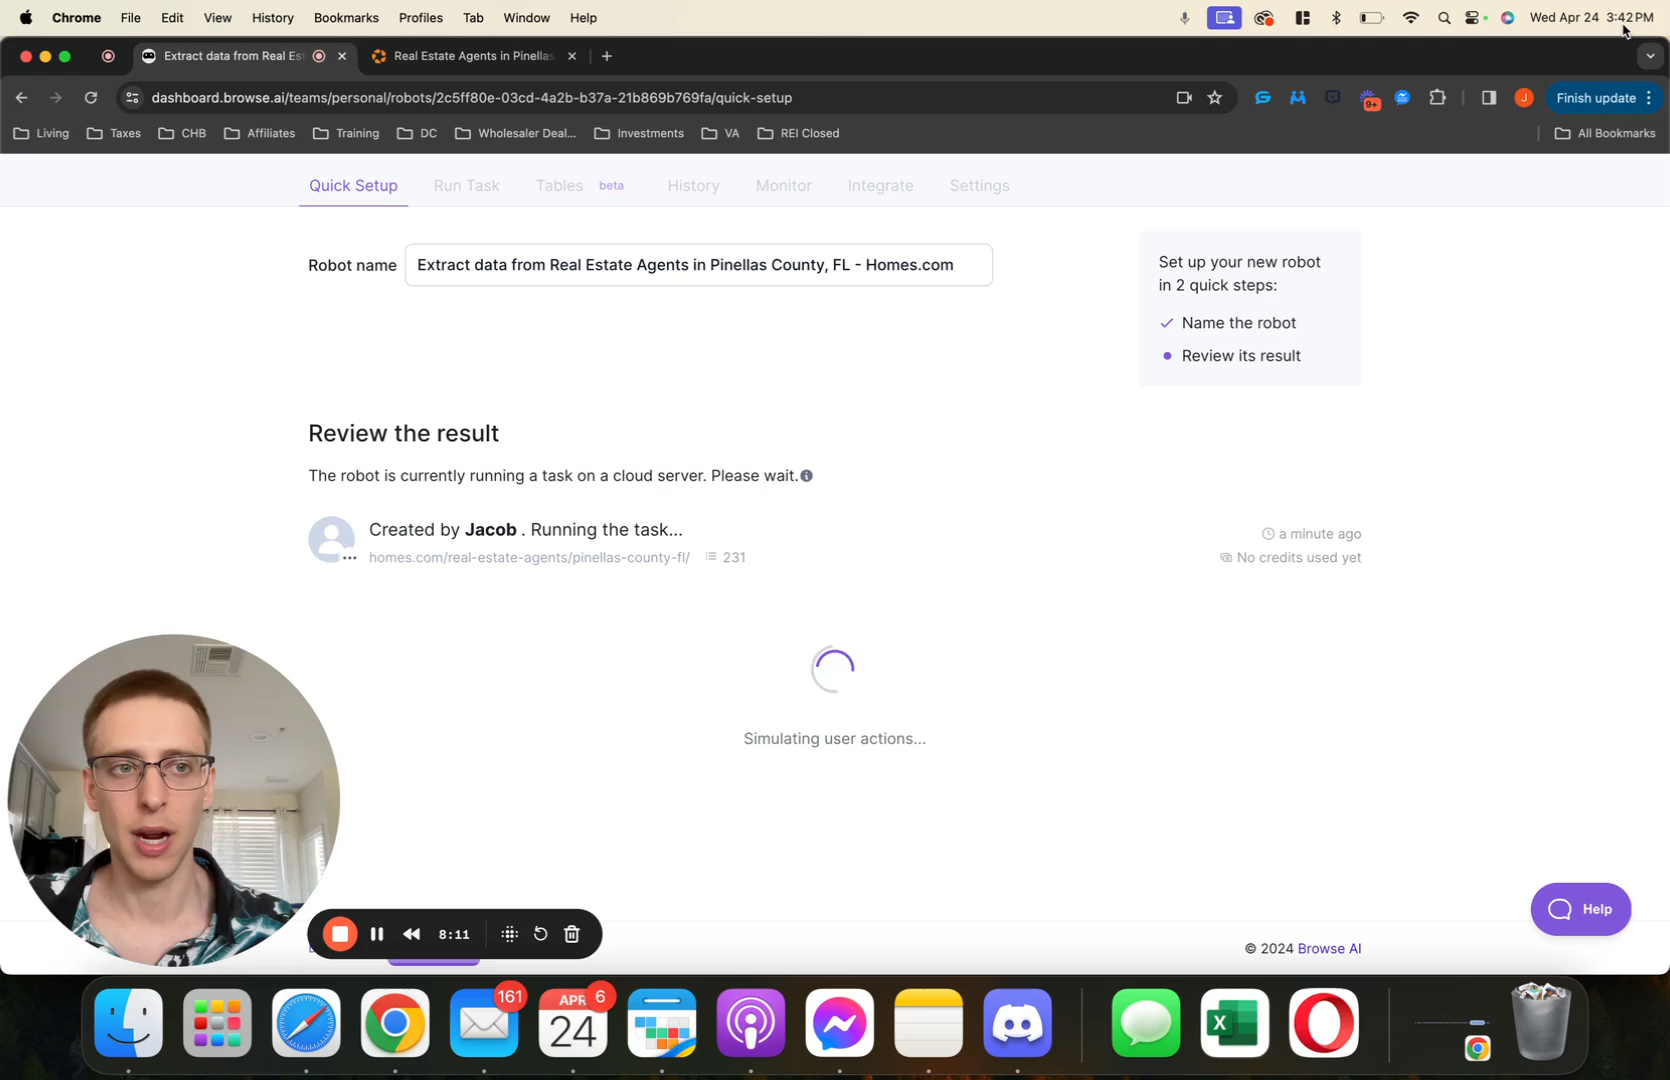 Chrome File Edit View History Bookmarks Profiles Tab Window Help Wed Apr 24 3:42 PM
Extract data from Real Est Real Estate Agents in Pinellas
dashboard.browse.ai/teams/personal/robots/2c5ff80e-03cd-4a2b-b37a-21b869b769fa/quick-setup 9+ J Finish update
Living Taxes CHB Affiliates Training DC Wholesaler Deal... Investments VA REI Closed All Bookmarks
Quick Setup Run Task Tables beta History Monitor Integrate Settings
Robot name Extract data from Real Estate Agents in Pinellas County, FL - Homes.com
Set up your new robot
in 2 quick steps:
Name the robot
Review its result
Review the result
The robot is currently running a task on a cloud server. Please wait.
Created by Jacob . Running the task...
a minute ago
homes.com/real-estate-agents/pinellas-county-fl/ 231
No credits used yet
Simulating user actions...
Help
8:11
© 2024 Browse AI
161
APR 6
24
X